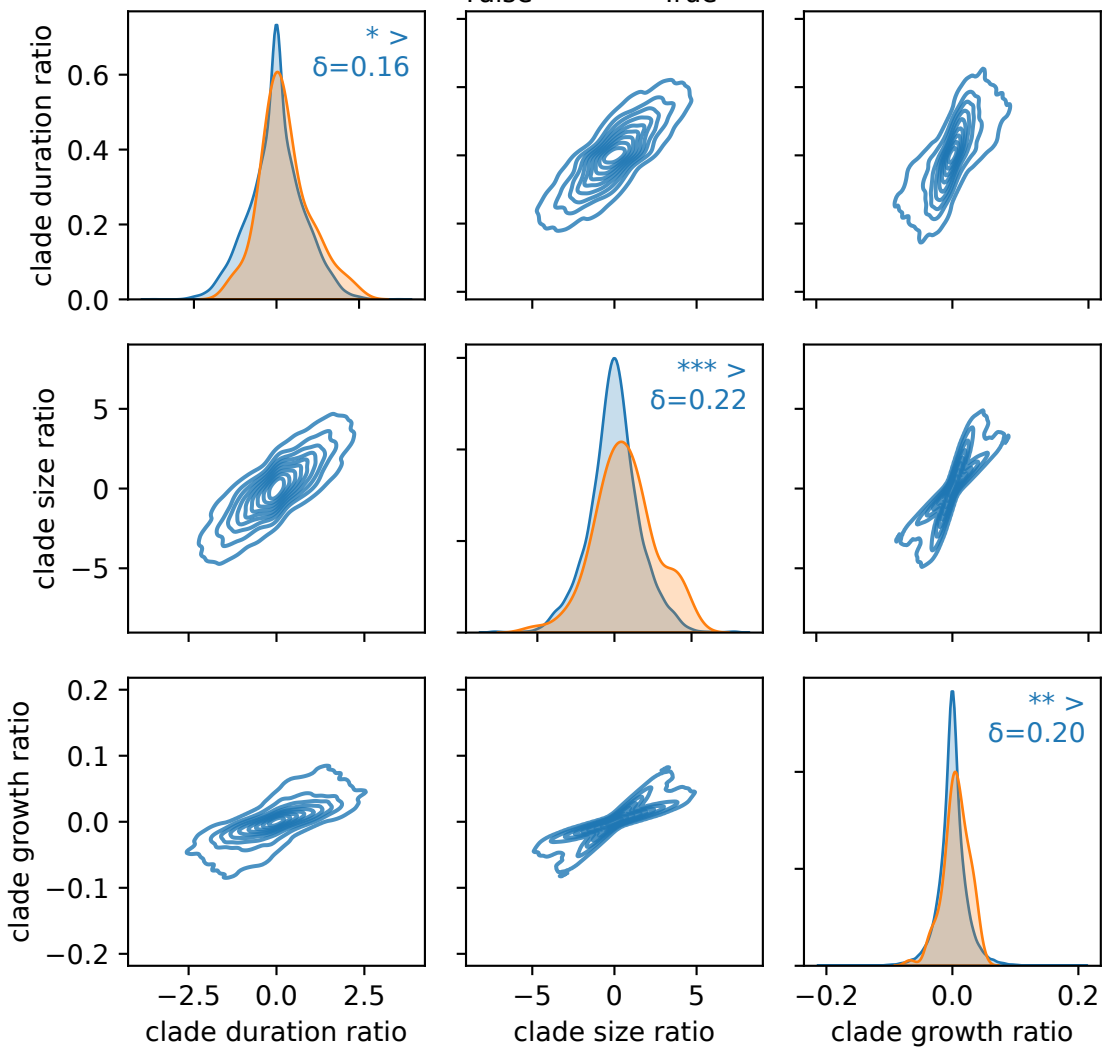 clade duration ratio
0.6
0.4
0.2
0.0
* >
δ=0.16
clade size ratio
5
0
−5
*** >
δ=0.22
clade growth ratio
0.2
0.1
0.0
−0.1
−0.2
** >
δ=0.20
−2.5 0.0 2.5
−5 0 5
−0.2 0.0 0.2
clade duration ratio
clade size ratio
clade growth ratio